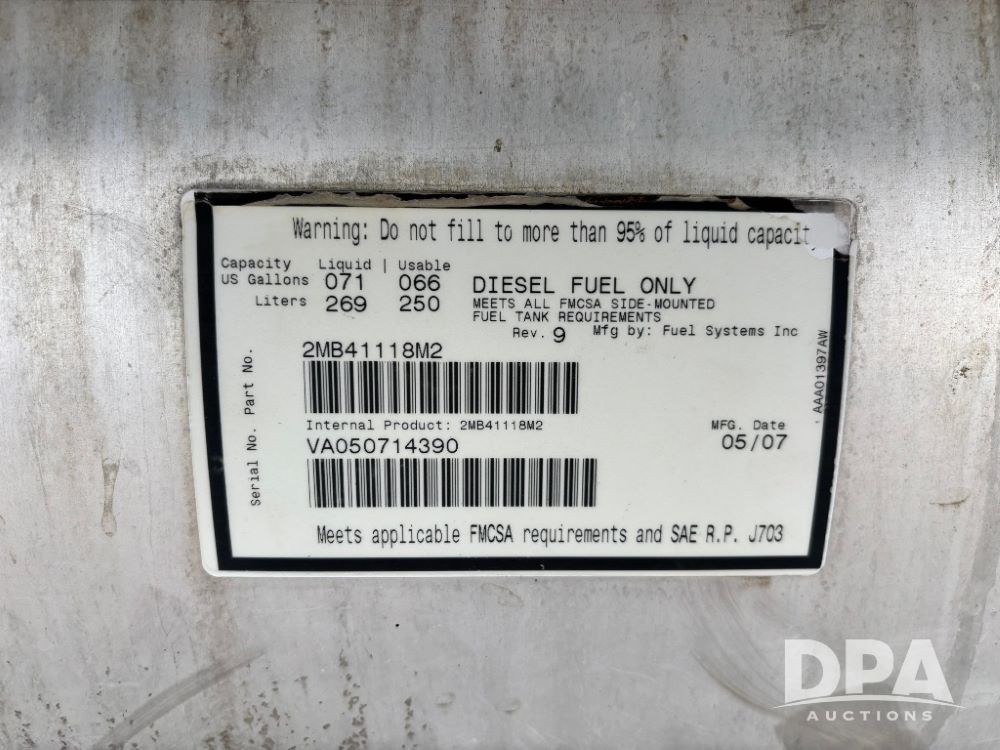 Warning: Do not fill to more than 95% of liquid capacit
Capacity Liquid | Usable
US Gallons 071 066
Liters 269 250
DIESEL FUEL ONLY
MEETS ALL FMCSA SIDE-MOUNTED
FUEL TANK REQUIREMENTS
Rev. 9 Mfg by: Fuel Systems Inc
Serial No. Part No.
2MB41118M2
Internal Product: 2MB41118M2
VA050714390
MFG. Date
05/07
AAA01397AW
Meets applicable FMCSA requirements and SAE R.P. J703
DPA
AUCTIONS